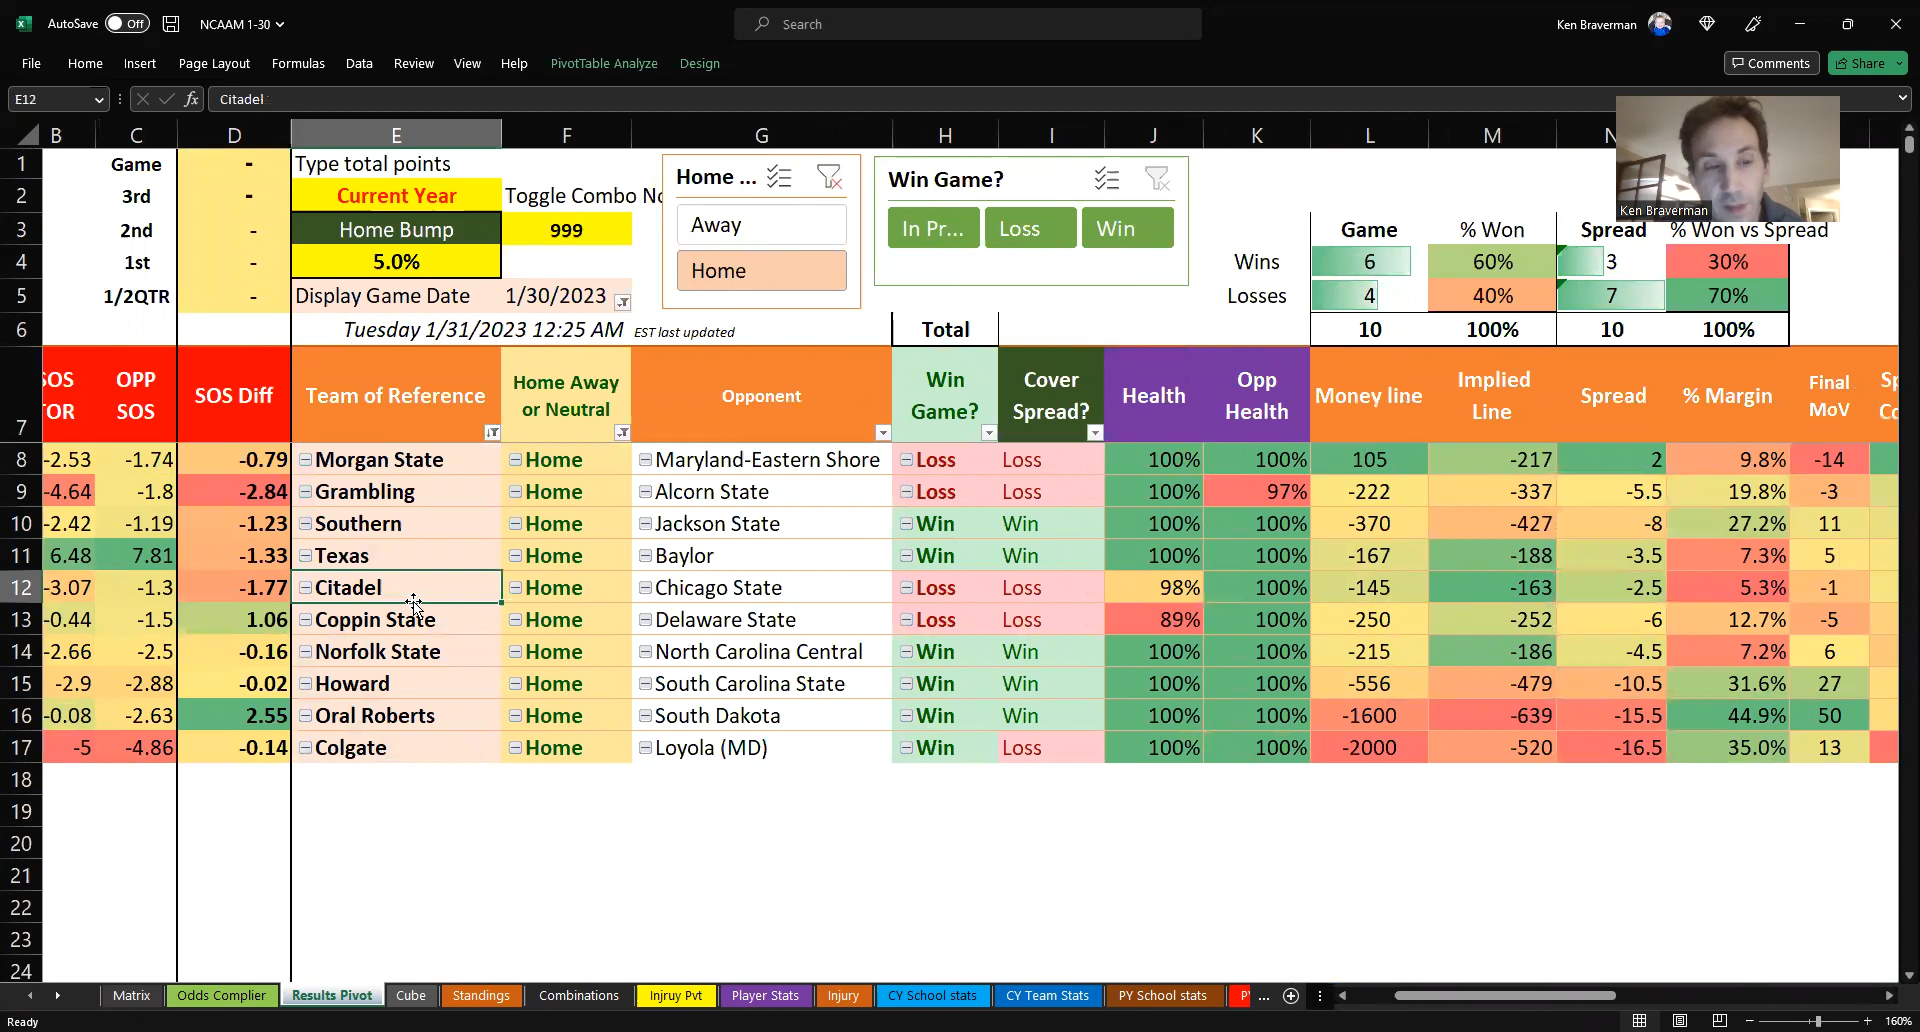 AutoSave Off NCAAM 1-30 Search Ken Braverman
File Home Insert Page Layout Formulas Data Review View Help PivotTable Analyze Design Comments Share
E12 fx Citadel
B C D E F G H I J K L M N
1 Game - Type total points
2 3rd - Current Year Toggle Combo No
3 2nd - Home Bump 999
4 1st - 5.0%
5 1/2QTR - Display Game Date 1/30/2023
6 Tuesday 1/31/2023 12:25 AM EST last updated Total
Home ...
Away
Home
Win Game?
In Pr... Loss Win
Ken Braverman
Game % Won Spread % Won vs Spread
Wins 6 60% 3 30%
Losses 4 40% 7 70%
10 100% 10 100%
7 SOS TOR OPP SOS SOS Diff Team of Reference Home Away or Neutral Opponent Win Game? Cover Spread? Health Opp Health Money line Implied Line Spread % Margin Final MoV
8 -2.53 -1.74 -0.79 Morgan State Home Maryland-Eastern Shore Loss Loss 100% 100% 105 -217 2 9.8% -14
9 -4.64 -1.8 -2.84 Grambling Home Alcorn State Loss Loss 100% 97% -222 -337 -5.5 19.8% -3
10 -2.42 -1.19 -1.23 Southern Home Jackson State Win Win 100% 100% -370 -427 -8 27.2% 11
11 6.48 7.81 -1.33 Texas Home Baylor Win Win 100% 100% -167 -188 -3.5 7.3% 5
12 -3.07 -1.3 -1.77 Citadel Home Chicago State Loss Loss 98% 100% -145 -163 -2.5 5.3% -1
13 -0.44 -1.5 1.06 Coppin State Home Delaware State Loss Loss 89% 100% -250 -252 -6 12.7% -5
14 -2.66 -2.5 -0.16 Norfolk State Home North Carolina Central Win Win 100% 100% -215 -186 -4.5 7.2% 6
15 -2.9 -2.88 -0.02 Howard Home South Carolina State Win Win 100% 100% -556 -479 -10.5 31.6% 27
16 -0.08 -2.63 2.55 Oral Roberts Home South Dakota Win Win 100% 100% -1600 -639 -15.5 44.9% 50
17 -5 -4.86 -0.14 Colgate Home Loyola (MD) Win Loss 100% 100% -2000 -520 -16.5 35.0% 13
18
19
20
21
22
23
24
Matrix Odds Complier Results Pivot Cube Standings Combinations Injruy Pvt Player Stats Injury CY School stats CY Team Stats PY School stats ...
Ready 160%